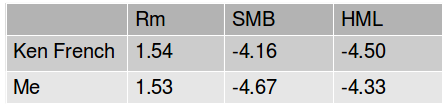 Rm SMB HML
Ken French 1.54 -4.16 -4.50
Me 1.53 -4.67 -4.33